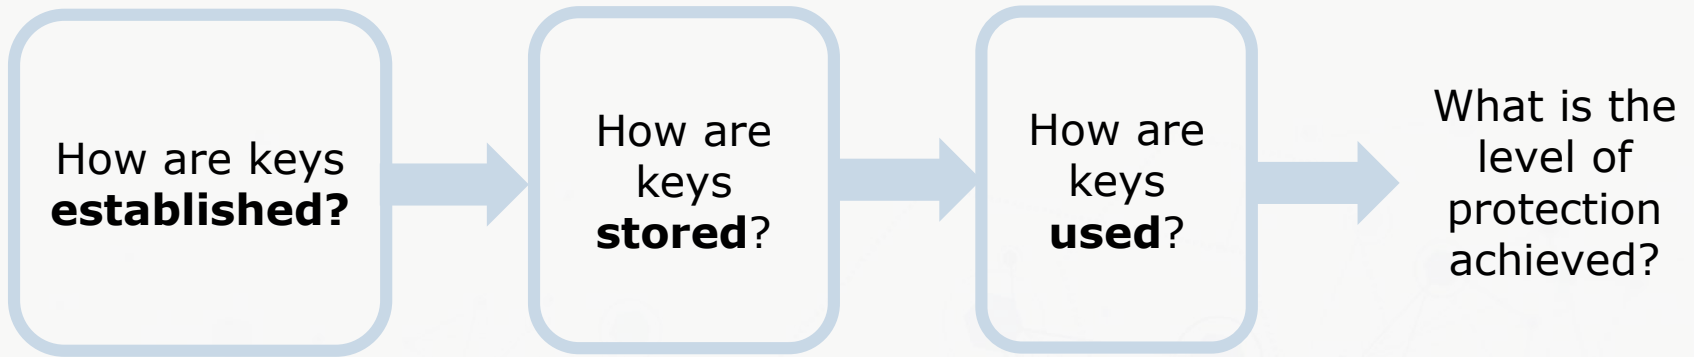 How are keys
established?
How are
keys
stored?
How are
keys
used?
What is the
level of
protection
achieved?